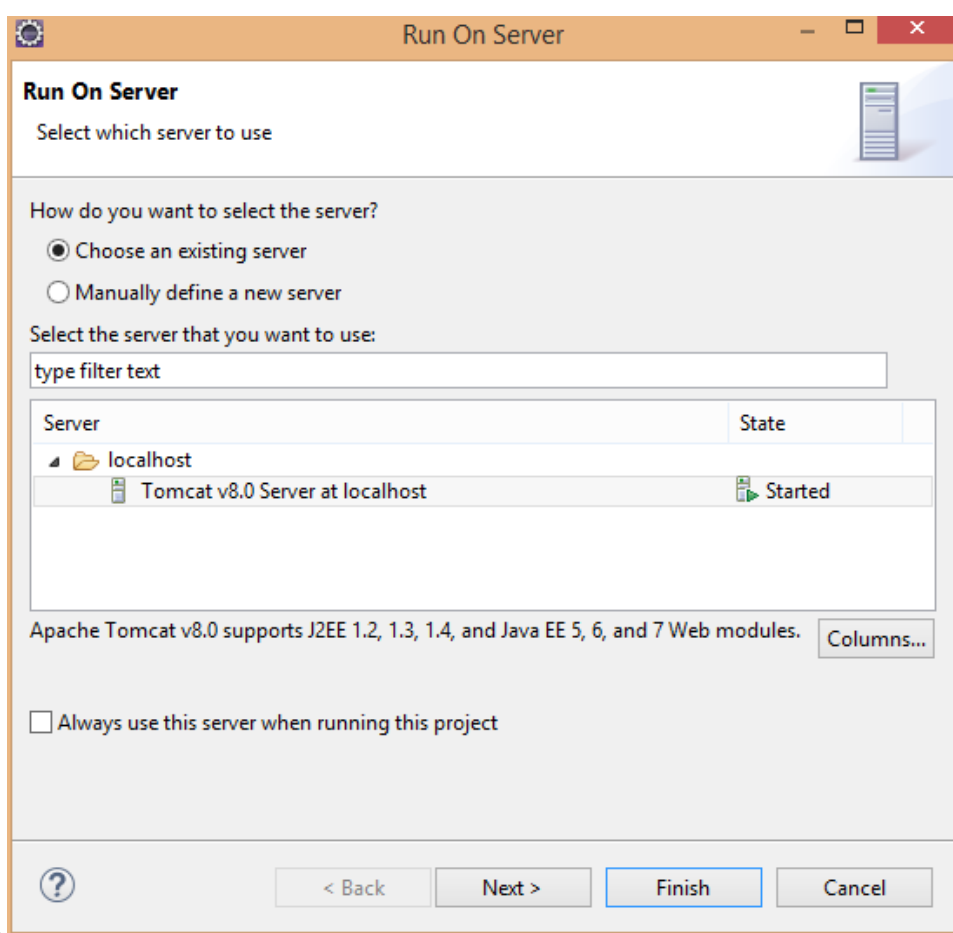 Run On Server
Run On Server
Select which server to use
How do you want to select the server?
Choose an existing server
Manually define a new server
Select the server that you want to use:
type filter text
Server State
localhost
Tomcat v8.0 Server at localhost Started
Apache Tomcat v8.0 supports J2EE 1.2, 1.3, 1.4, and Java EE 5, 6, and 7 Web modules.
Columns...
Always use this server when running this project
? < Back Next > Finish Cancel